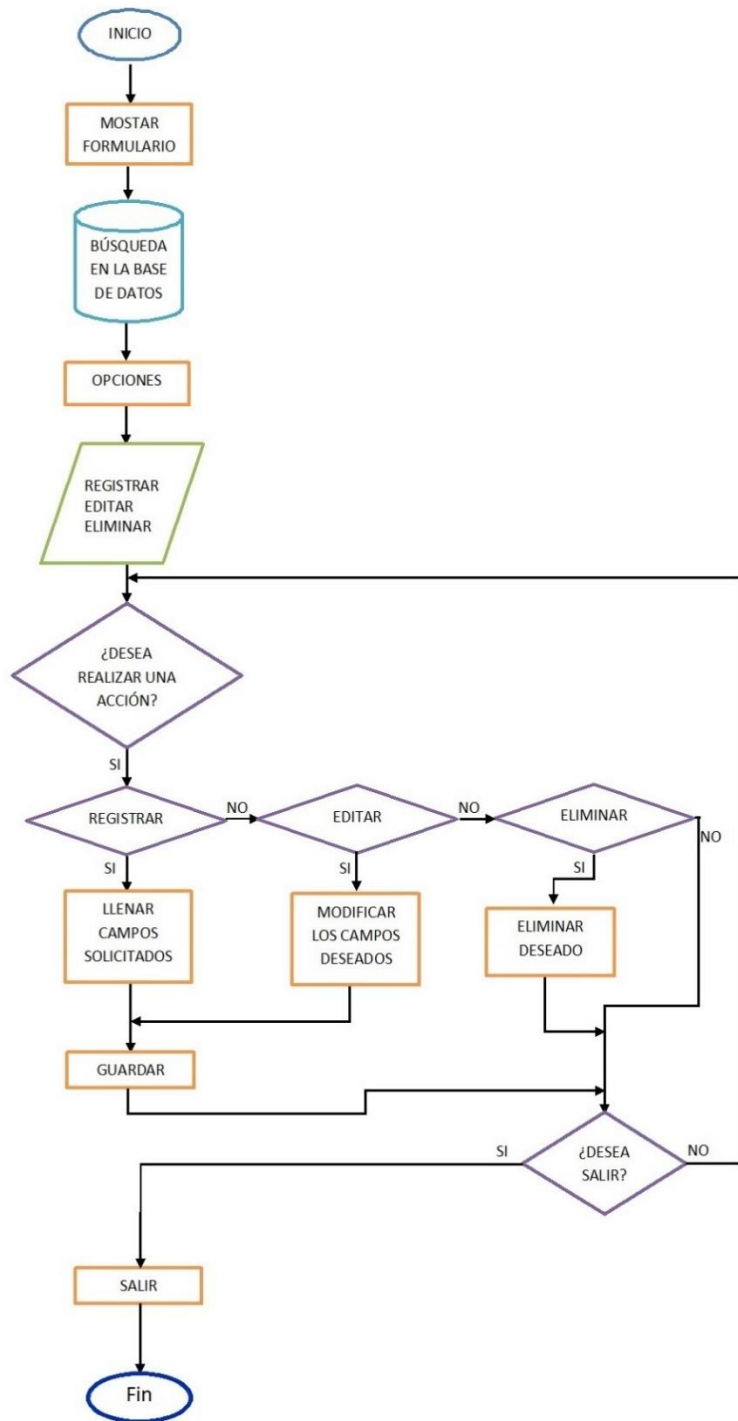 INICIO
MOSTAR
FORMULARIO
BÚSQUEDA
EN LA BASE
DE DATOS
OPCIONES
REGISTRAR
EDITAR
ELIMINAR
¿DESEA
REALIZAR UNA
ACCIÓN?
SI
REGISTRAR
NO
EDITAR
NO
ELIMINAR
NO
SI
SI
SI
LLENAR
CAMPOS
SOLICITADOS
MODIFICAR
LOS CAMPOS
DESEADOS
ELIMINAR
DESEADO
GUARDAR
SI
¿DESEA
SALIR?
NO
SALIR
Fin